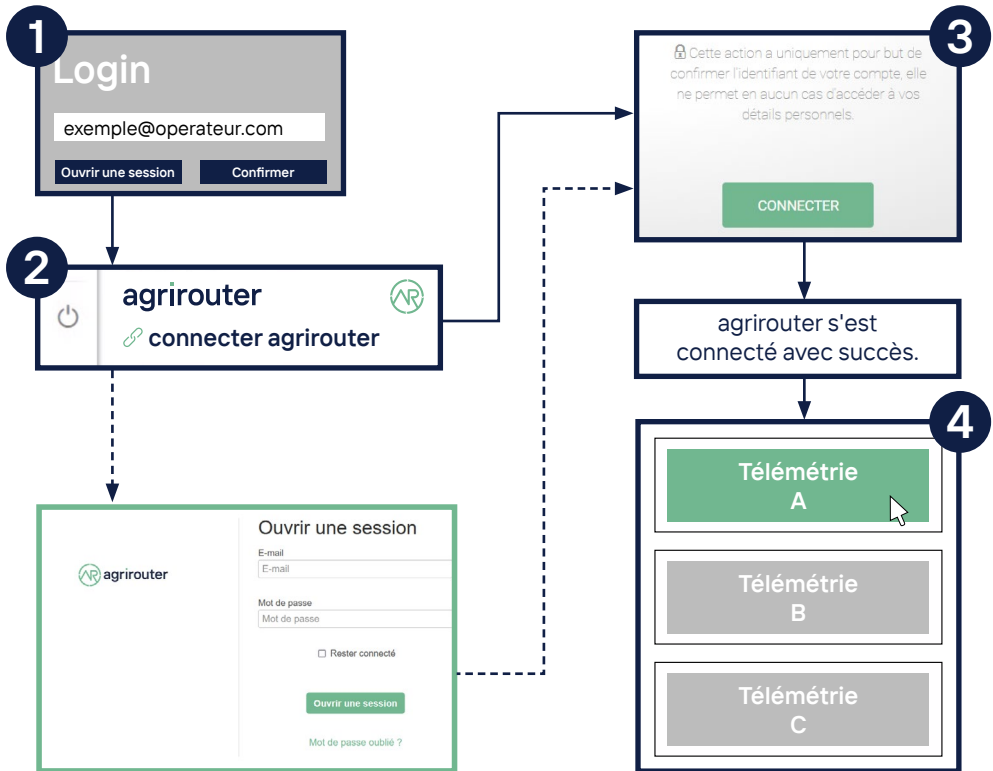 1
Login
exemple@operateur.com
Ouvrir une session
Confirmer
2
agrirouter
AR
connecter agrirouter
AR agrirouter
Ouvrir une session
E-mail
E-mail
Mot de passe
Mot de passe
Rester connecté
Ouvrir une session
Mot de passe oublié ?
3
Cette action a uniquement pour but de
confirmer l'identifiant de votre compte, elle
ne permet en aucun cas d'accéder à vos
détails personnels.
CONNECTER
agrirouter s'est
connecté avec succès.
4
Télémétrie
A
Télémétrie
B
Télémétrie
C